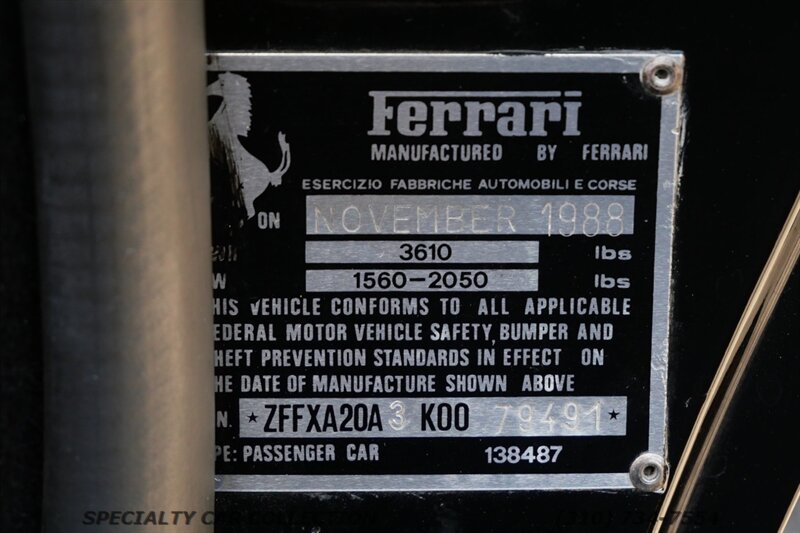 Ferrari
MANUFACTURED BY FERRARI
ESERCIZIO FABBRICHE AUTOMOBILI E CORSE
ON NOVEMBER 1988
3610 lbs
W 1560-2050 lbs
HIS VEHICLE CONFORMS TO ALL APPLICABLE
EDERAL MOTOR VEHICLE SAFETY, BUMPER AND
HEFT PREVENTION STANDARDS IN EFFECT ON
HE DATE OF MANUFACTURE SHOWN ABOVE
N. *ZFFXA20A3K0079491*
PE: PASSENGER CAR 138487
SPECIALTY CAR COLLECTION